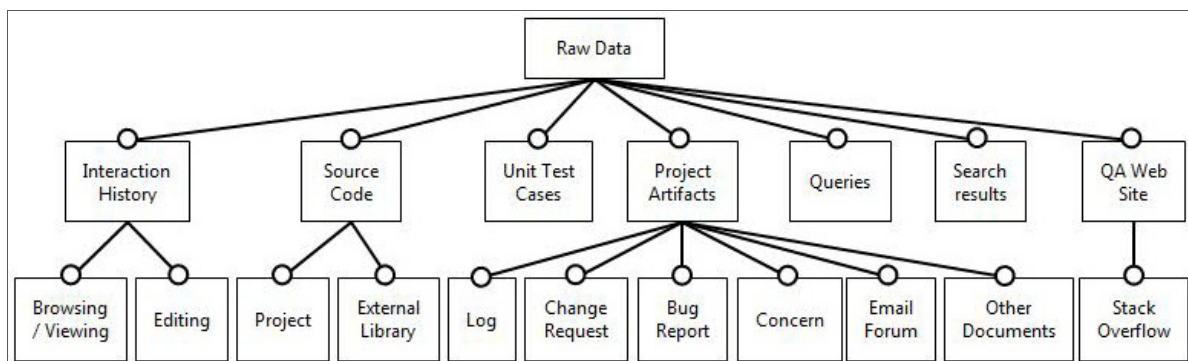 Raw Data
Interaction
History
Source
Code
Unit Test
Cases
Project
Artifacts
Queries
Search
results
QA Web
Site
Browsing
/ Viewing
Editing
Project
External
Library
Log
Change
Request
Bug
Report
Concern
Email
Forum
Other
Documents
Stack
Overflow